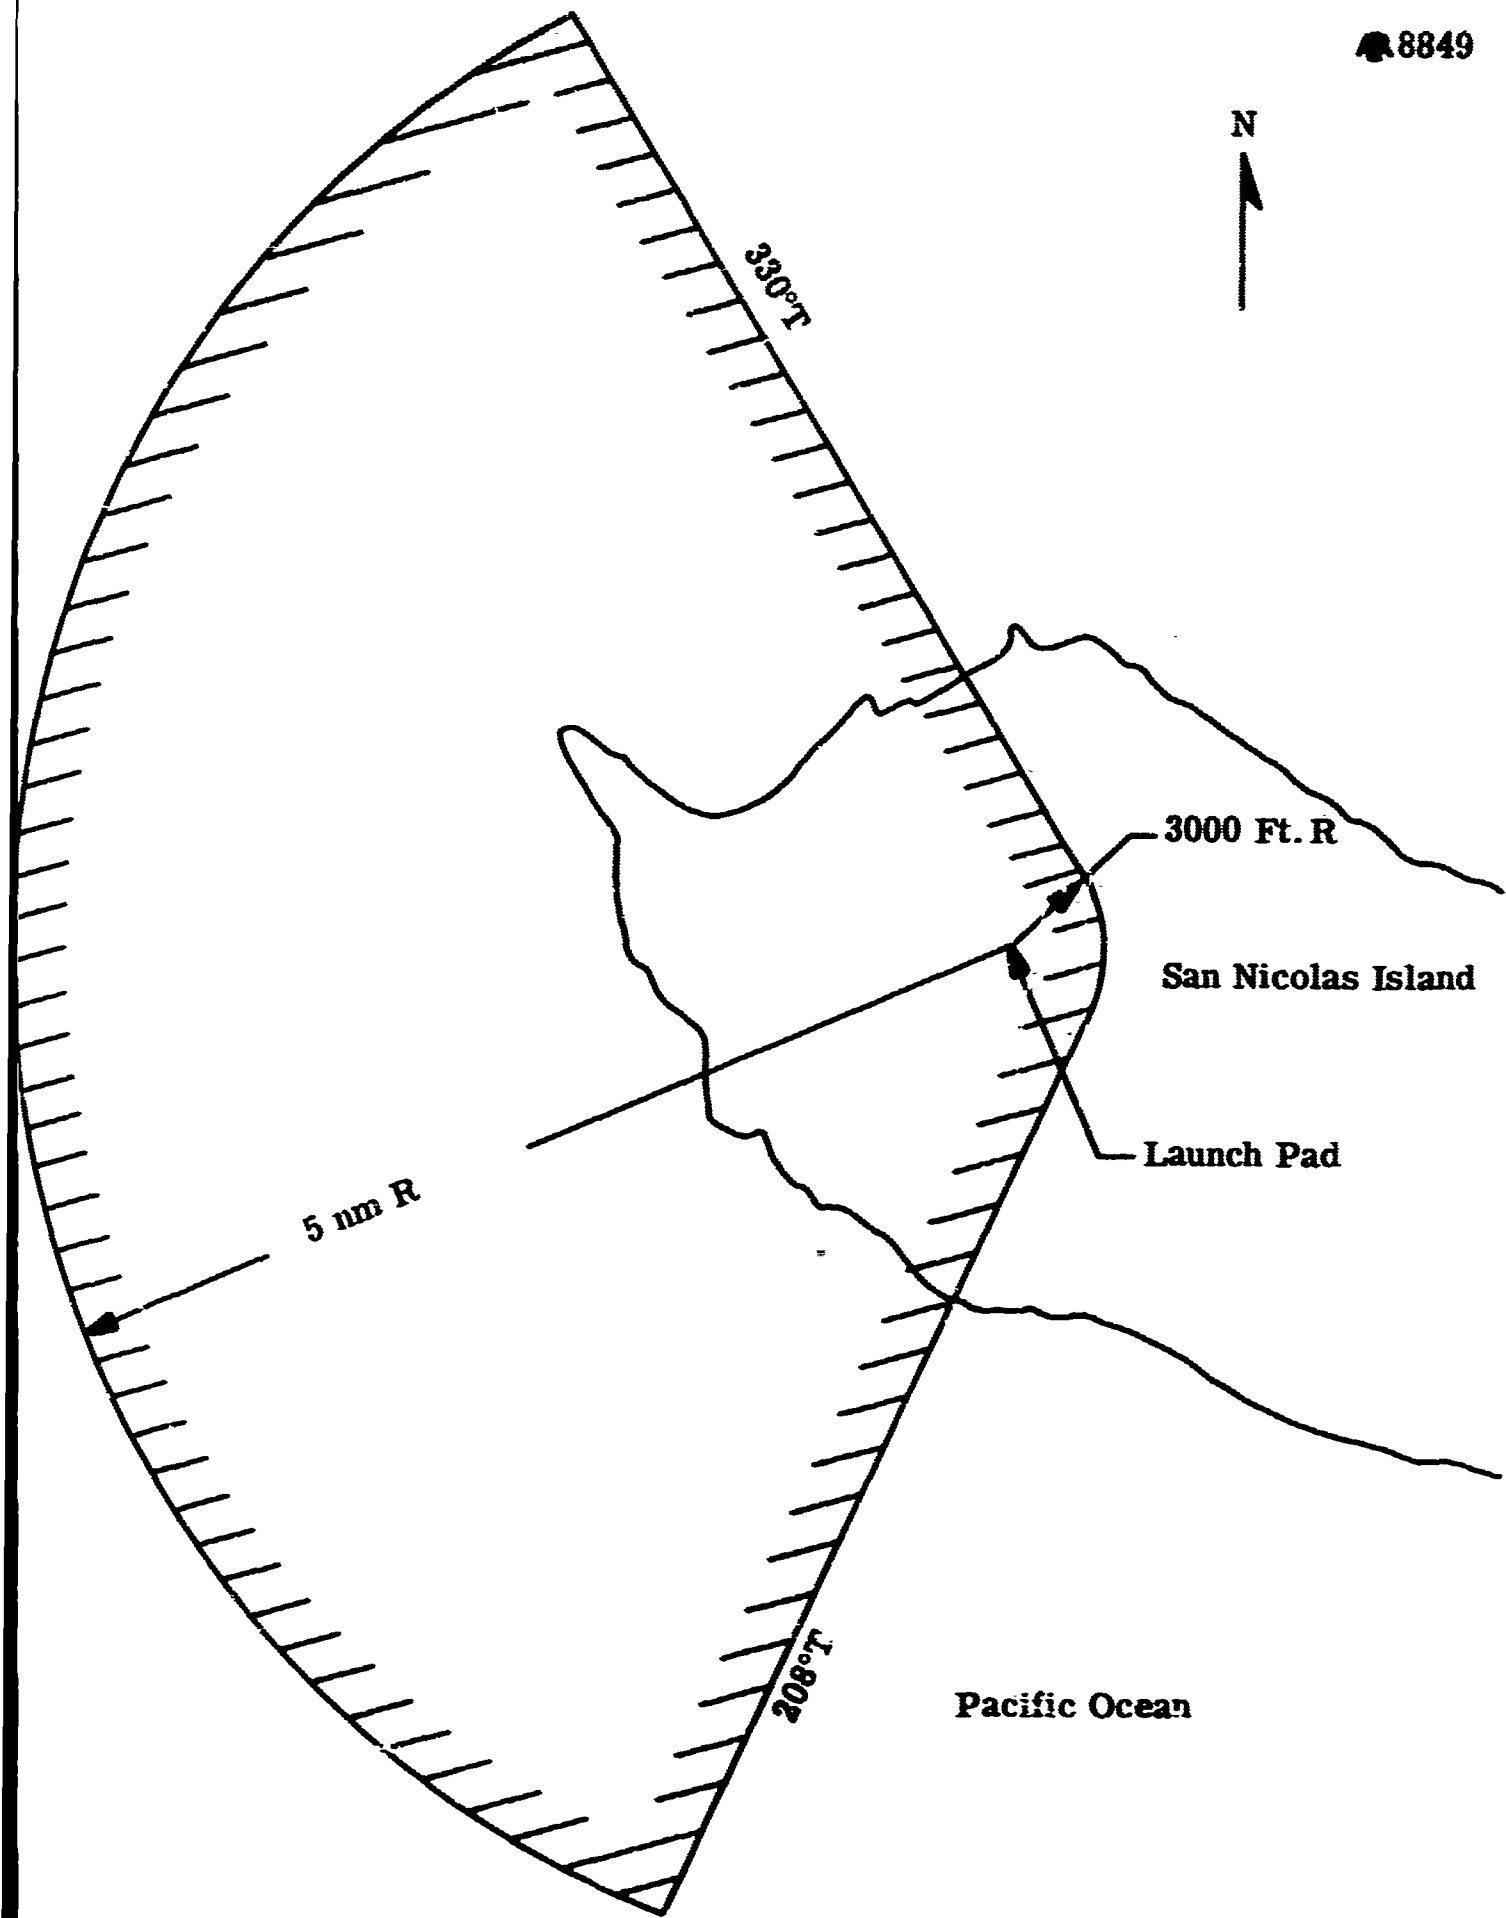 8849
N
330°T
3000 Ft. R
San Nicolas Island
Launch Pad
5 nm R
208°T
Pacific Ocean